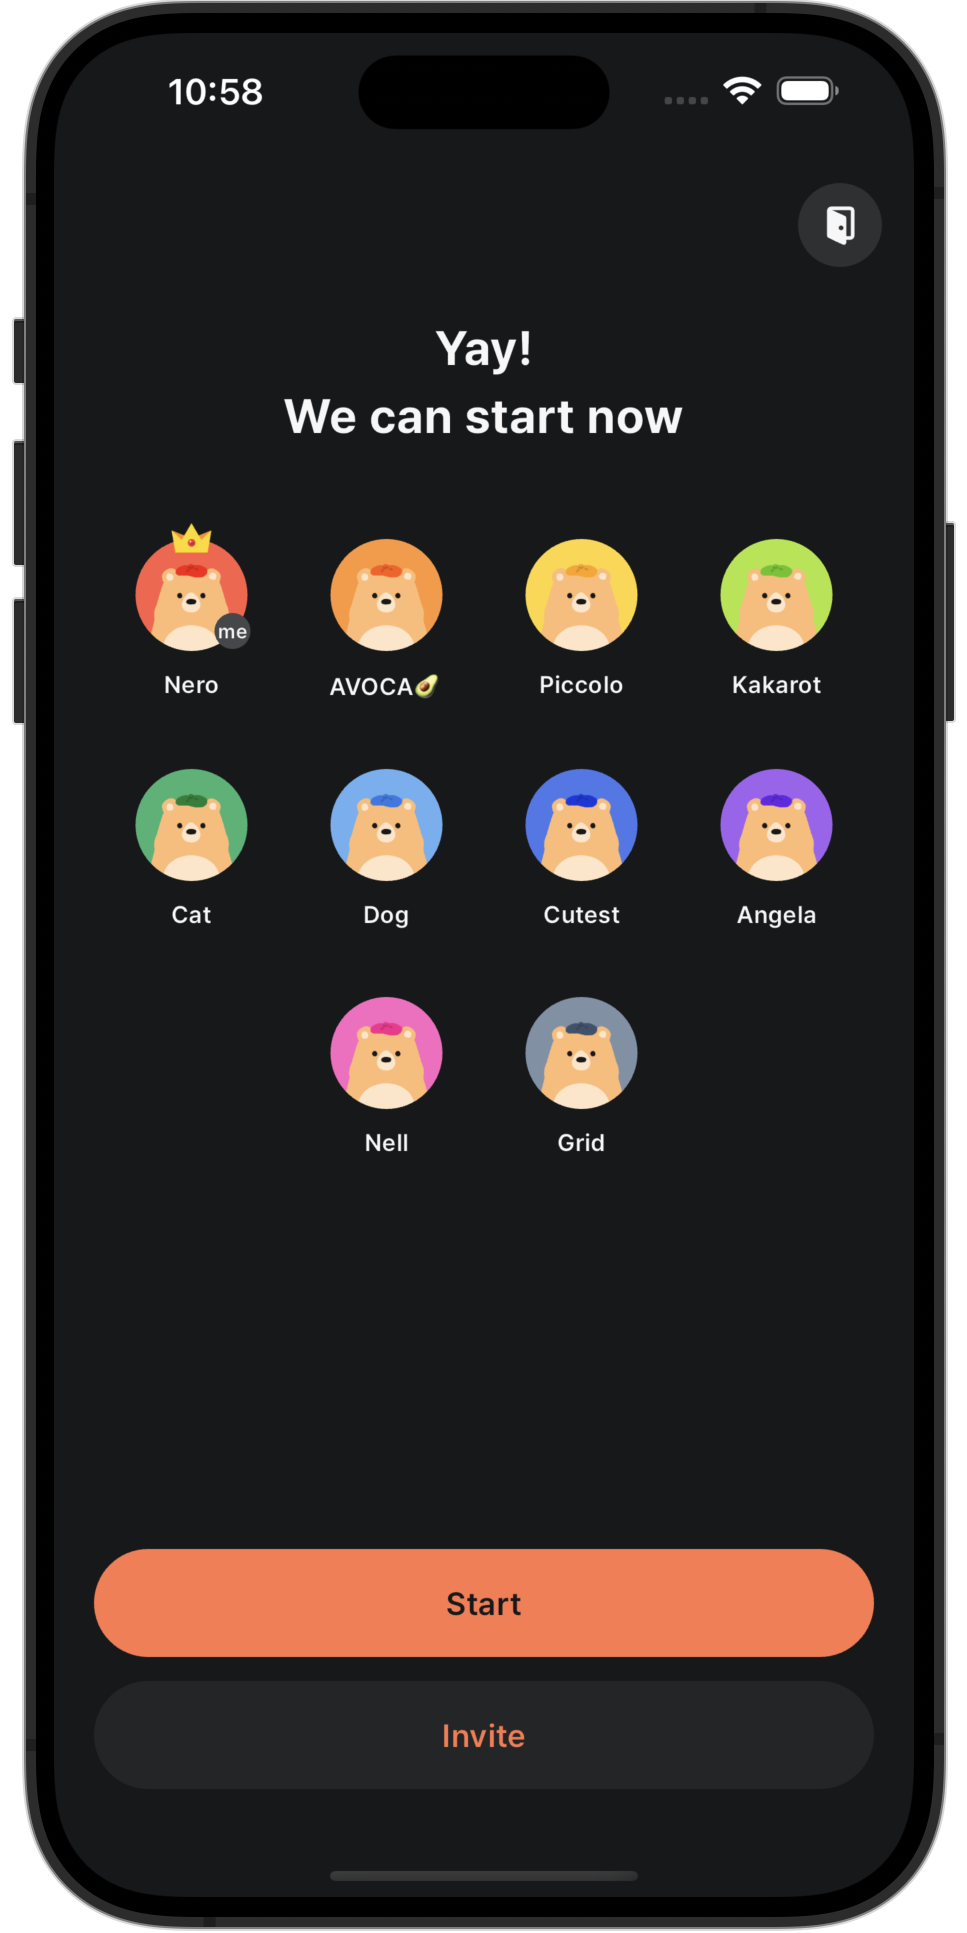 10:58
Yay!
We can start now
me
Nero
AVOCA🥑
Piccolo
Kakarot
Cat
Dog
Cutest
Angela
Nell
Grid
Start
Invite